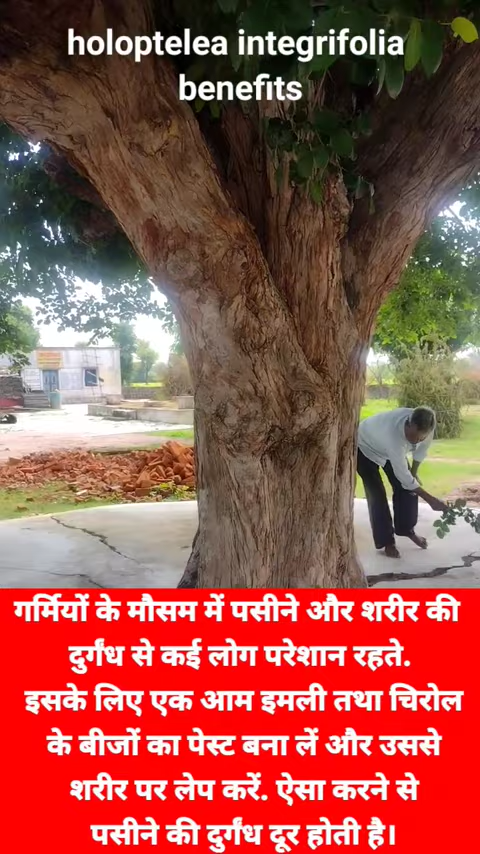 holoptelea integrifolia
benefits
गर्मियों के मौसम में पसीने और शरीर की
दुर्गंध से कई लोग परेशान रहते.
इसके लिए एक आम इमली तथा चिरोल
के बीजों का पेस्ट बना लें और उससे
शरीर पर लेप करें. ऐसा करने से
पसीने की दुर्गंध दूर होती है।